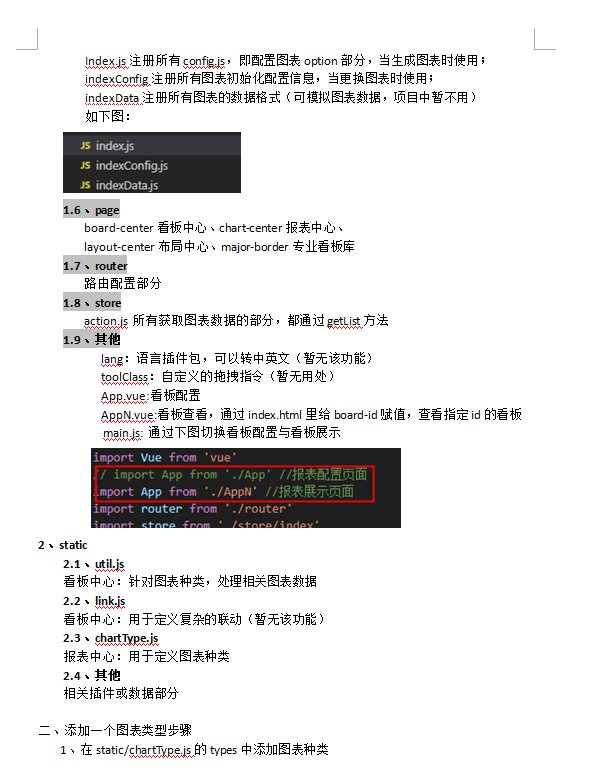 Index.js 注册所有 config.js，即配置图表 option 部分，当生成图表时使用；
indexConfig 注册所有图表初始化配置信息，当更换图表时使用；
indexData 注册所有图表的数据格式（可模拟图表数据，项目中暂不用）
如下图：
JS index.js
JS indexConfig.js
JS indexData.js
1.6、page
board-center 看板中心、chart-center 报表中心、
layout-center 布局中心、major-border 专业看板库
1.7、router
路由配置部分
1.8、store
action.js 所有获取图表数据的部分，都通过 getList 方法
1.9、其他
lang：语言插件包，可以转中英文（暂无该功能）
toolClass：自定义的拖拽指令（暂无用处）
App.vue:看板配置
AppN.vue:看板查看，通过 index.html 里给 board-id 赋值，查看指定 id 的看板
main.js: 通过下图切换看板配置与看板展示
import Vue from 'vue'
// import App from './App' //报表配置页面
import App from './AppN' //报表展示页面
import router from './router'
import store from './store/index'
2、static
2.1、util.js
看板中心：针对图表种类，处理相关图表数据
2.2、link.js
看板中心：用于定义复杂的联动（暂无该功能）
2.3、chartType.js
报表中心：用于定义图表种类
2.4、其他
相关插件或数据部分
二、添加一个图表类型步骤
1、在 static/chartType.js 的 types 中添加图表种类